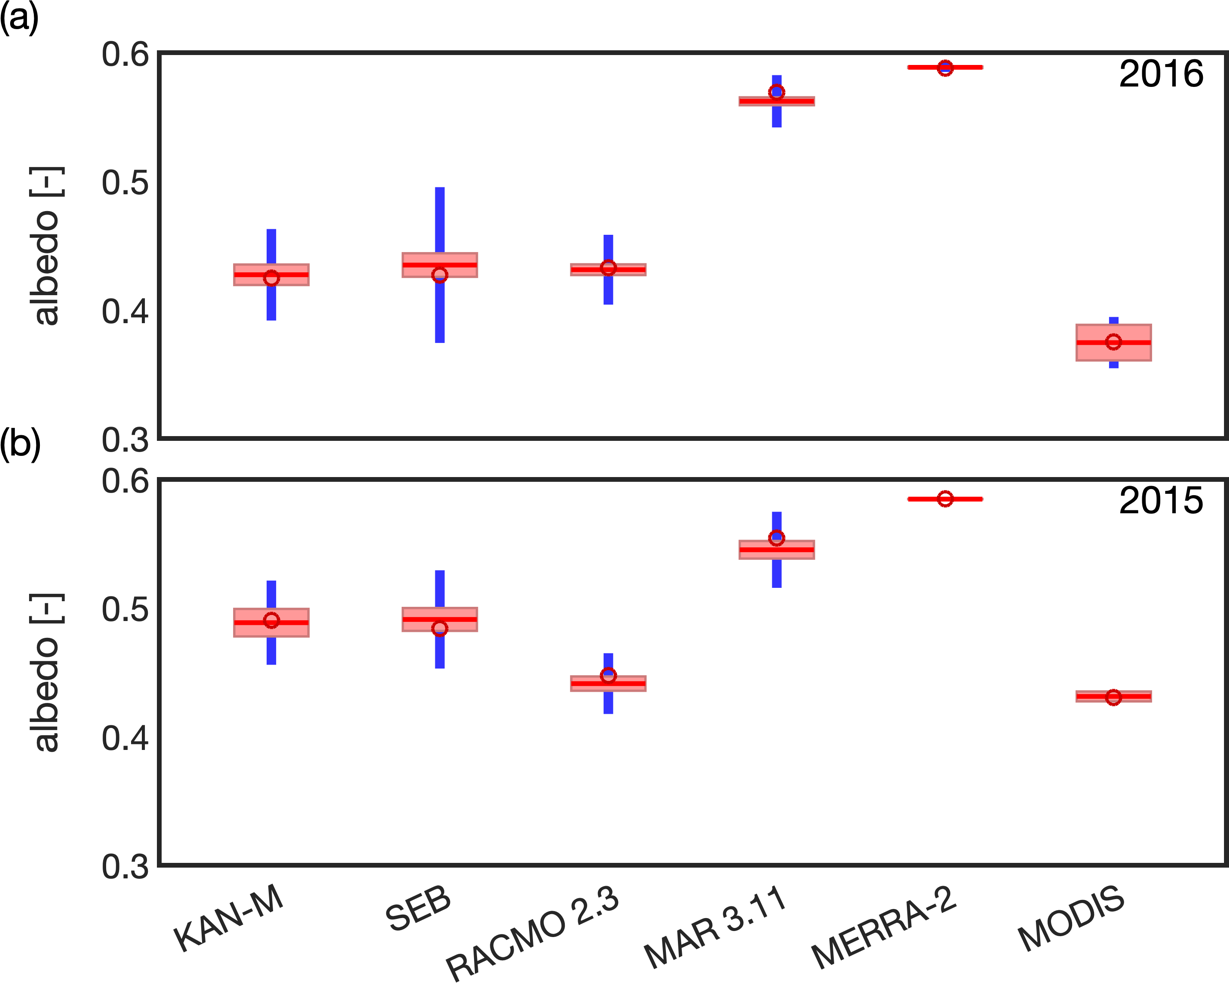 (a)
0.6
2016
0.5
0.4
0.3
albedo [-]
(b)
0.6
2015
0.5
0.4
0.3
albedo [-]
KAN-M
SEB
RACMO 2.3
MAR 3.11
MERRA-2
MODIS